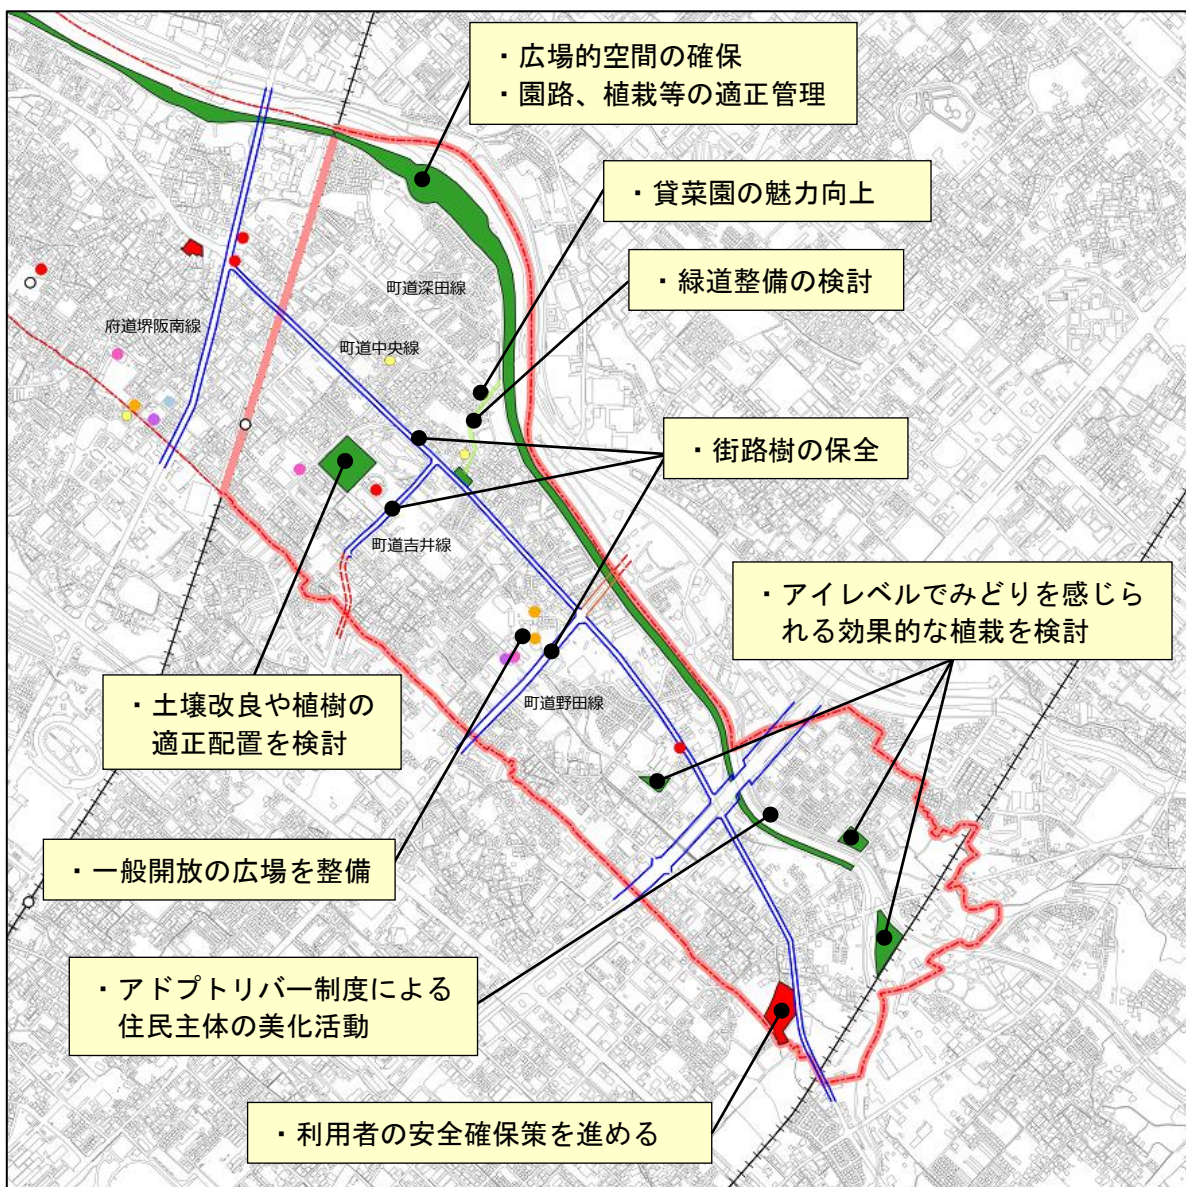 ・広場的空間の確保
・園路、植栽等の適正管理
・貸菜園の魅力向上
・緑道整備の検討
町道深田線
府道堺阪南線
町道中央線
・街路樹の保全
町道吉井線
・アイレベルでみどりを感じら
れる効果的な植栽を検討
町道野田線
・土壌改良や植樹の
適正配置を検討
・一般開放の広場を整備
・アドプトリバー制度による
住民主体の美化活動
・利用者の安全確保策を進める